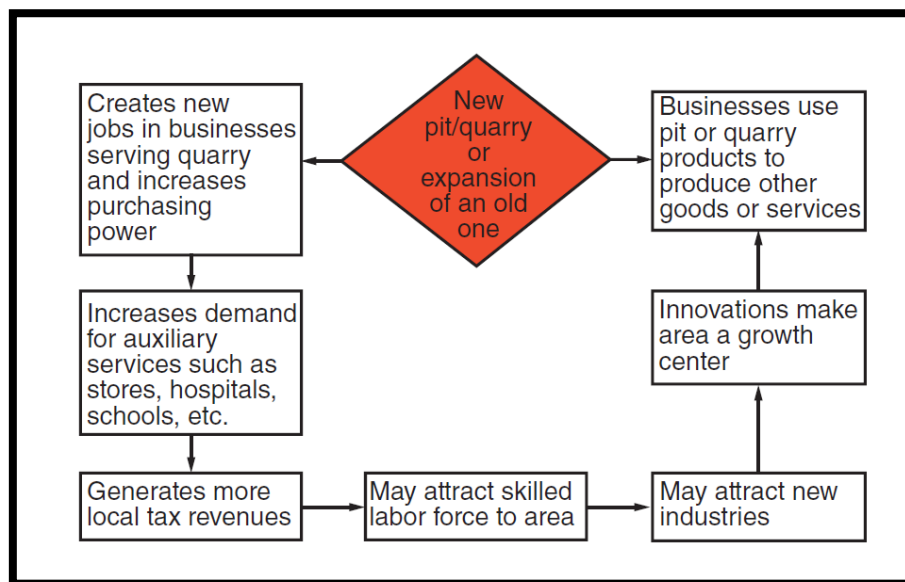 New
pit/quarry
or
expansion
of an old
one
Creates new
jobs in businesses
serving quarry
and increases
purchasing
power
Increases demand
for auxiliary
services such as
stores, hospitals,
schools, etc.
Generates more
local tax revenues
May attract skilled
labor force to area
May attract new
industries
Innovations make
area a growth
center
Businesses use
pit or quarry
products to
produce other
goods or services